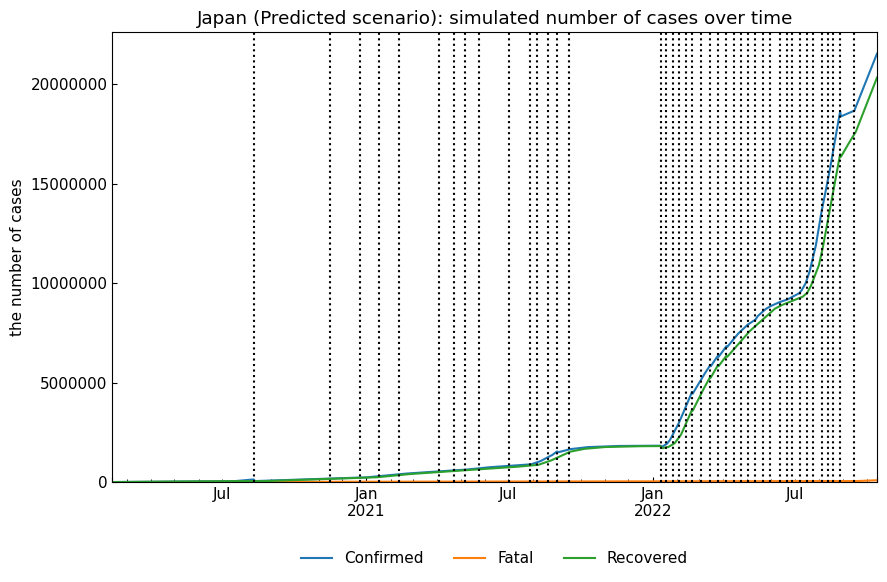 Japan (Predicted scenario): simulated number of cases over time
the number of cases
20000000
15000000
10000000
5000000
0
Jul
Jan
2021
Jul
Jan
2022
Jul
Confirmed
Fatal
Recovered